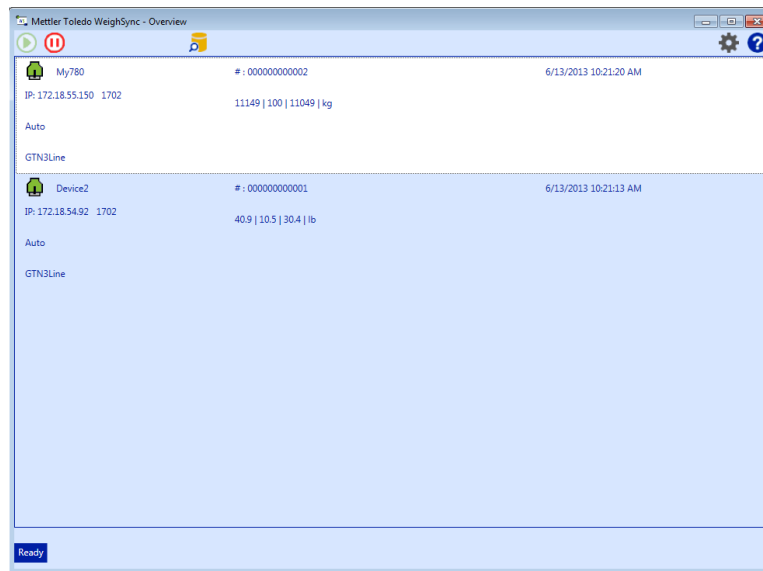 Mettler Toledo WeighSync - Overview
My780 # : 000000000002 6/13/2013 10:21:20 AM
IP: 172.18.55.150 1702
11149 | 100 | 11049 | kg
Auto
GTN3Line
Device2 # : 000000000001 6/13/2013 10:21:13 AM
IP: 172.18.54.92 1702
40.9 | 10.5 | 30.4 | lb
Auto
GTN3Line
Ready